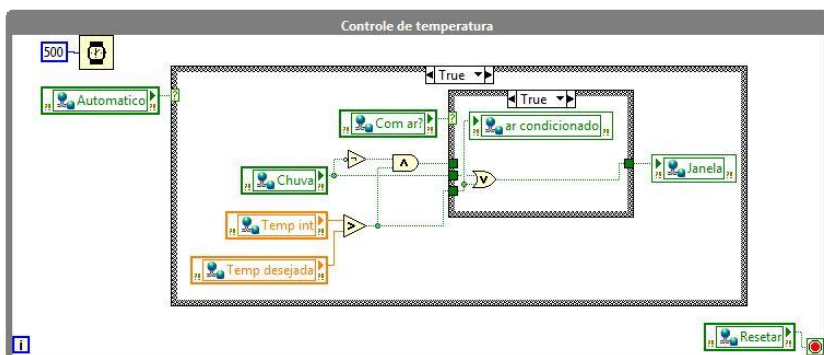 Controle de temperatura
500
True
Automatico
True
Com ar?
ar condicionado
Chuva
Janela
Temp int
Temp desejada
i
Resetar